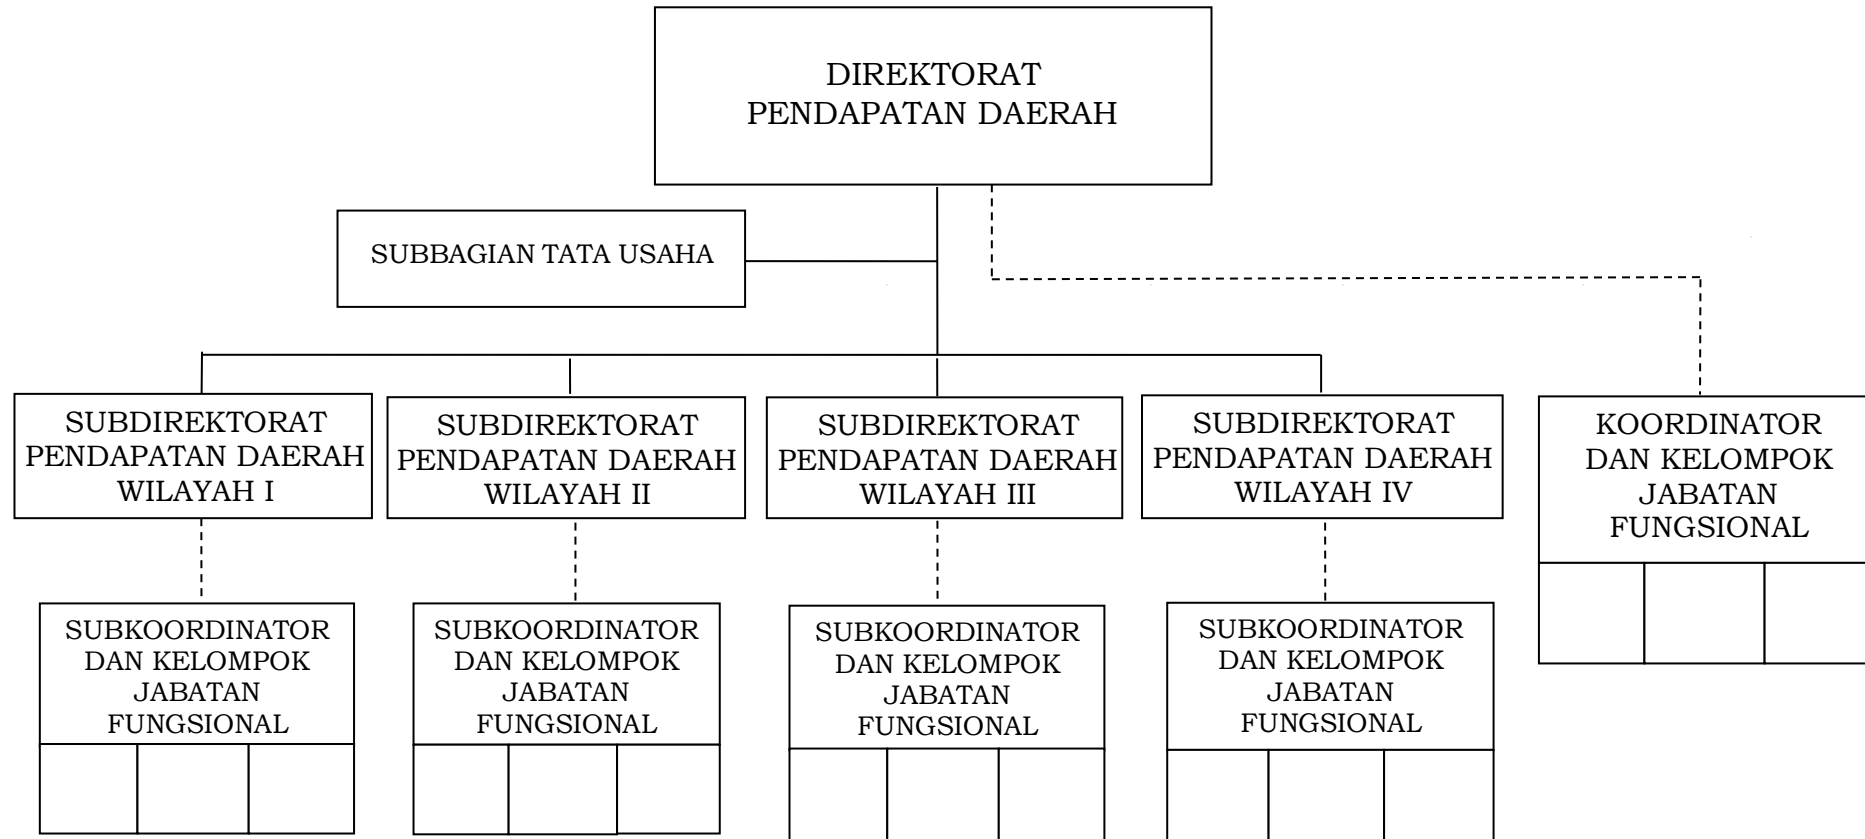 DIREKTORAT
PENDAPATAN DAERAH
SUBBAGIAN TATA USAHA
SUBDIREKTORAT
PENDAPATAN DAERAH
WILAYAH I
SUBDIREKTORAT
PENDAPATAN DAERAH
WILAYAH II
SUBDIREKTORAT
PENDAPATAN DAERAH
WILAYAH III
SUBDIREKTORAT
PENDAPATAN DAERAH
WILAYAH IV
KOORDINATOR
DAN KELOMPOK
JABATAN
FUNGSIONAL
SUBKOORDINATOR
DAN KELOMPOK
JABATAN
FUNGSIONAL
SUBKOORDINATOR
DAN KELOMPOK
JABATAN
FUNGSIONAL
SUBKOORDINATOR
DAN KELOMPOK
JABATAN
FUNGSIONAL
SUBKOORDINATOR
DAN KELOMPOK
JABATAN
FUNGSIONAL